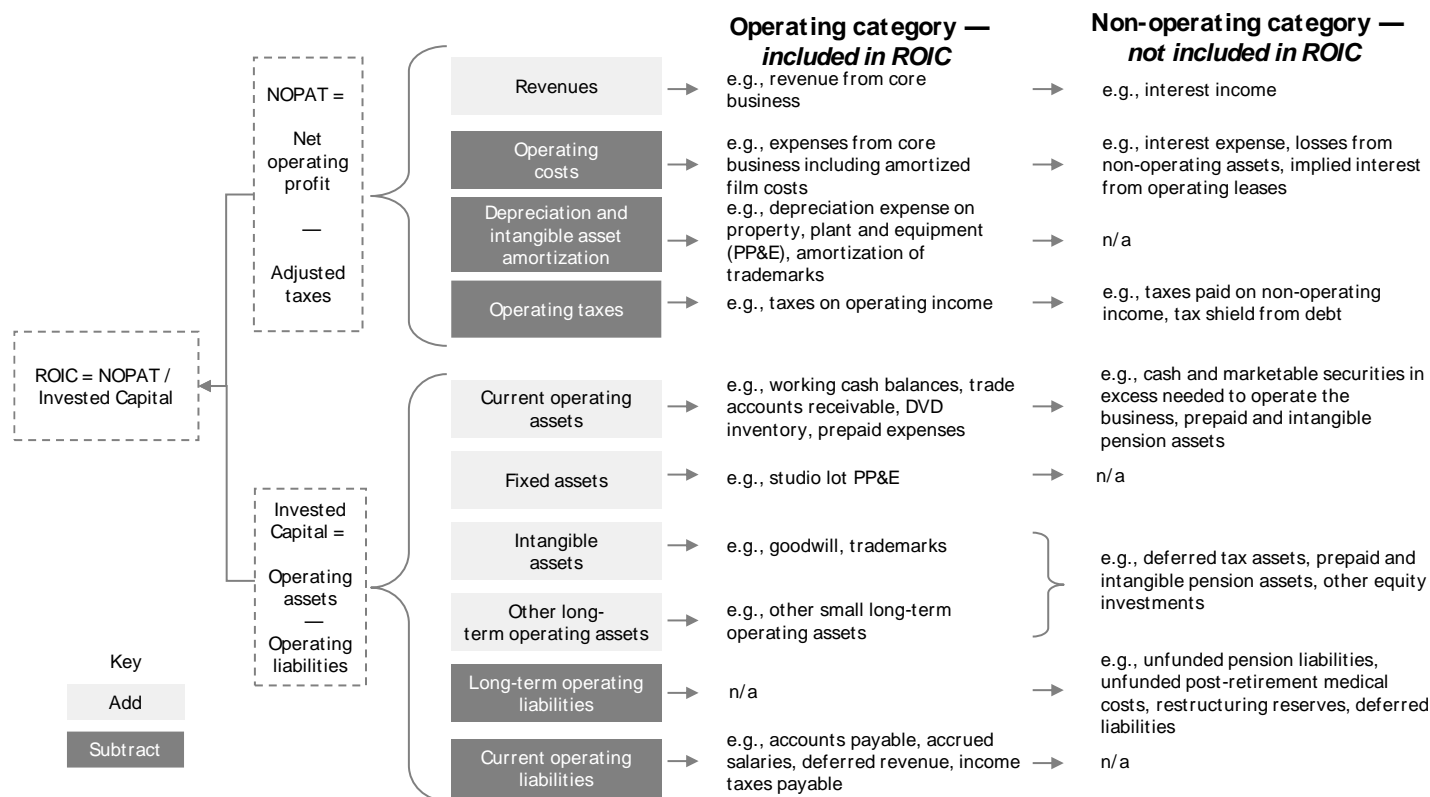 Operating category —
included in ROIC
Non-operating category —
not included in ROIC
NOPAT =
Net
operating
profit
—
Adjusted
taxes
Revenues
e.g., revenue from core
business
e.g., interest income
Operating
costs
e.g., expenses from core
business including amortized
film costs
e.g., interest expense, losses from
non-operating assets, implied interest
from operating leases
Depreciation and
intangible asset
amortization
e.g., depreciation expense on
property, plant and equipment
(PP&E), amortization of
trademarks
n/a
Operating taxes
e.g., taxes on operating income
e.g., taxes paid on non-operating
income, tax shield from debt
ROIC = NOPAT /
Invested Capital
Invested
Capital =
Operating
assets
—
Operating
liabilities
Current operating
assets
e.g., working cash balances, trade
accounts receivable, DVD
inventory, prepaid expenses
e.g., cash and marketable securities in
excess needed to operate the
business, prepaid and intangible
pension assets
Fixed assets
e.g., studio lot PP&E
n/a
Intangible
assets
e.g., goodwill, trademarks
e.g., deferred tax assets, prepaid and
intangible pension assets, other equity
investments
Other long-
term operating assets
e.g., other small long-term
operating assets
Long-term operating
liabilities
n/a
e.g., unfunded pension liabilities,
unfunded post-retirement medical
costs, restructuring reserves, deferred
liabilities
Current operating
liabilities
e.g., accounts payable, accrued
salaries, deferred revenue, income
taxes payable
n/a
Key
Add
Subtract